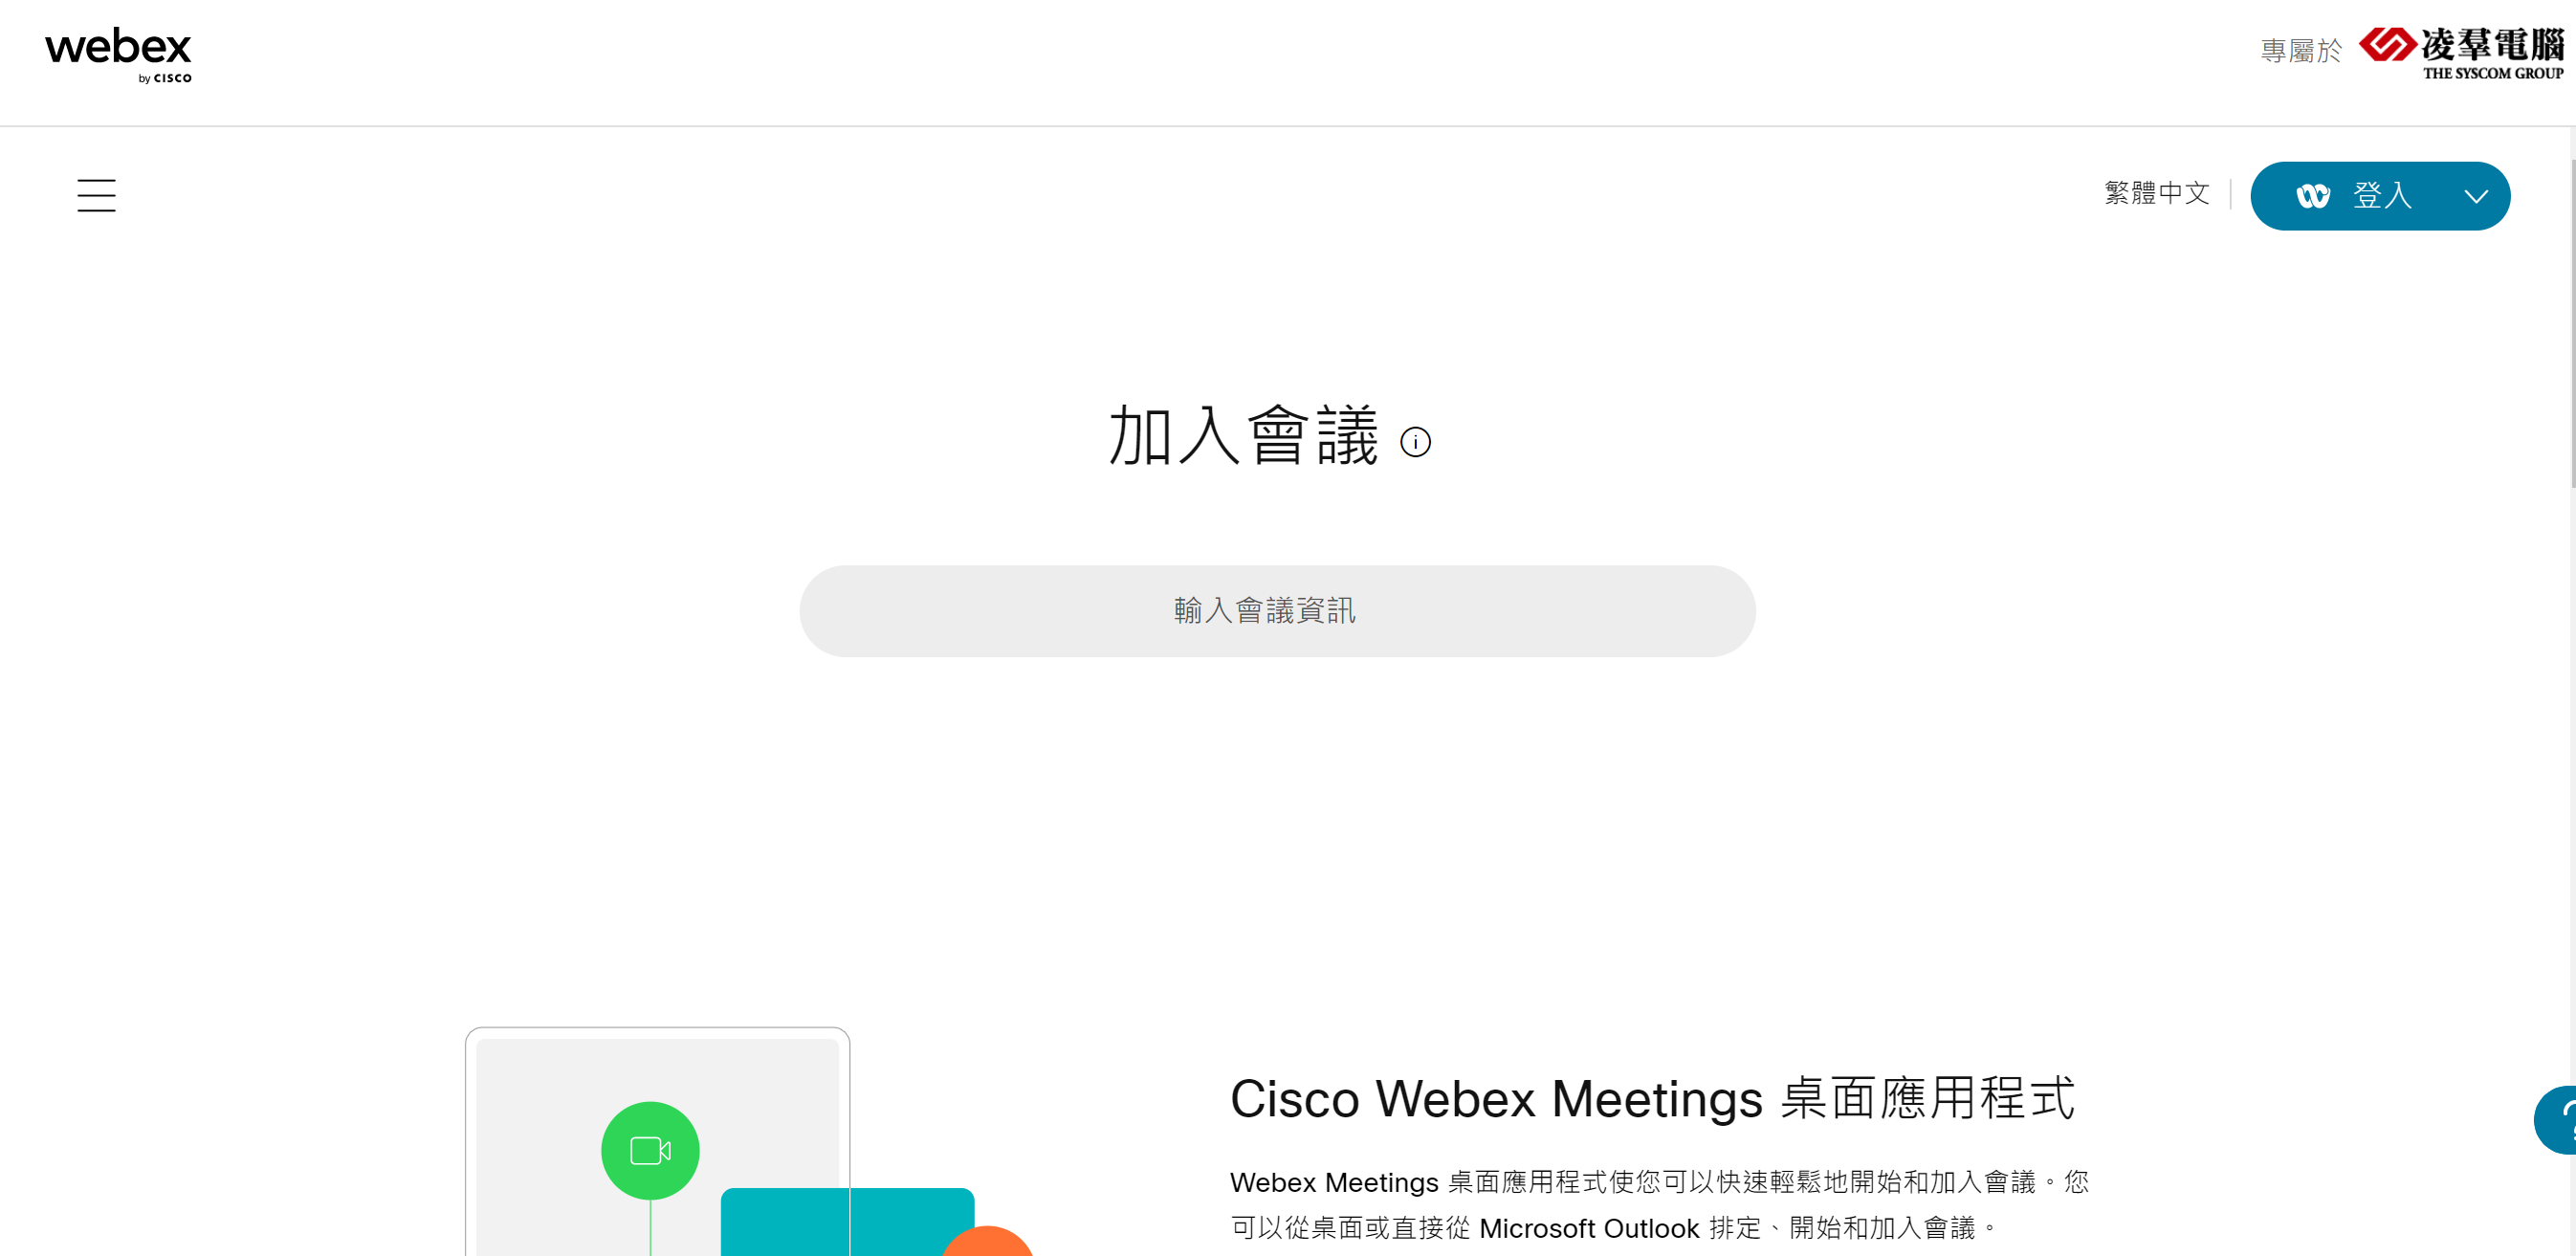 webex
by CISCO
專屬於
凌羣電腦
THE SYSCOM GROUP
繁體中文
登入
加入會議
輸入會議資訊
Cisco Webex Meetings 桌面應用程式
Webex Meetings 桌面應用程式使您可以快速輕鬆地開始和加入會議。您
可以從桌面或直接從 Microsoft Outlook 排定、開始和加入會議。